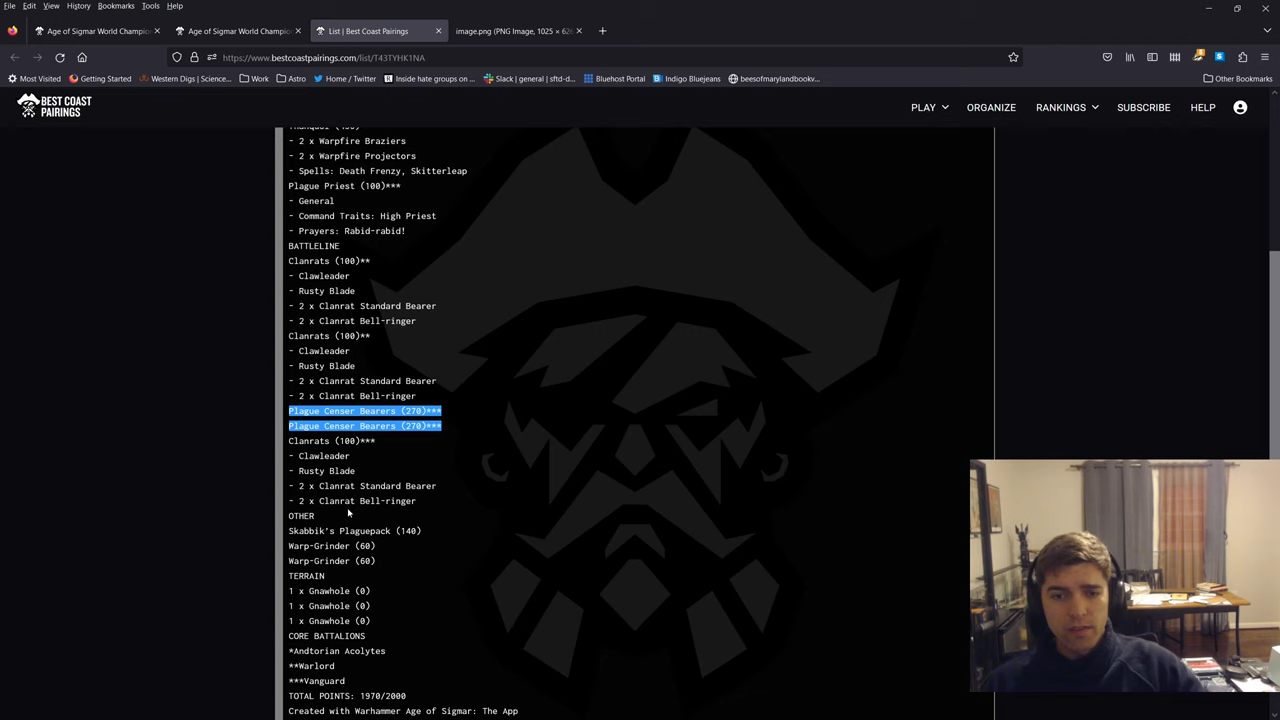 File Edit View History Bookmarks Tools Help
Age of Sigmar World Champion
Age of Sigmar World Champion
List | Best Coast Pairings
image.png (PNG Image, 1025 × 62
https://www.bestcoastpairings.com/list/T43TYHK1NA
Most Visited
Getting Started
Western Digs | Science...
Work
Astro
Home / Twitter
Inside hate groups on ...
Slack | general | sftd-d...
Bluehost Portal
Indigo Bluejeans
beesofmarylandbookv...
Other Bookmarks
BEST COAST
PAIRINGS
PLAY
ORGANIZE
RANKINGS
SUBSCRIBE
HELP
- 2 x Warpfire Braziers
- 2 x Warpfire Projectors
- Spells: Death Frenzy, Skitterleap
Plague Priest (100)***
- General
- Command Traits: High Priest
- Prayers: Rabid-rabid!
BATTLELINE
Clanrats (100)**
- Clawleader
- Rusty Blade
- 2 x Clanrat Standard Bearer
- 2 x Clanrat Bell-ringer
Clanrats (100)**
- Clawleader
- Rusty Blade
- 2 x Clanrat Standard Bearer
- 2 x Clanrat Bell-ringer
Plague Censer Bearers (270)***
Plague Censer Bearers (270)***
Clanrats (100)***
- Clawleader
- Rusty Blade
- 2 x Clanrat Standard Bearer
- 2 x Clanrat Bell-ringer
OTHER
Skabbik's Plaguepack (140)
Warp-Grinder (60)
Warp-Grinder (60)
TERRAIN
1 x Gnawhole (0)
1 x Gnawhole (0)
1 x Gnawhole (0)
CORE BATTALIONS
*Andtorian Acolytes
**Warlord
***Vanguard
TOTAL POINTS: 1970/2000
Created with Warhammer Age of Sigmar: The App